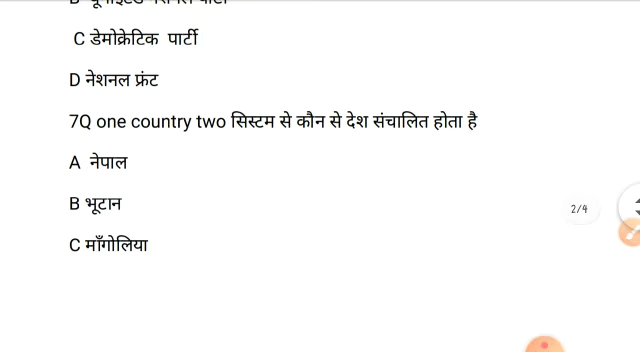 C डेमोक्रेटिक पार्टी
D नेशनल फ्रंट
7Q one country two सिस्टम से कौन से देश संचालित होता है
A नेपाल
B भूटान
2/4
C माँगोलिया